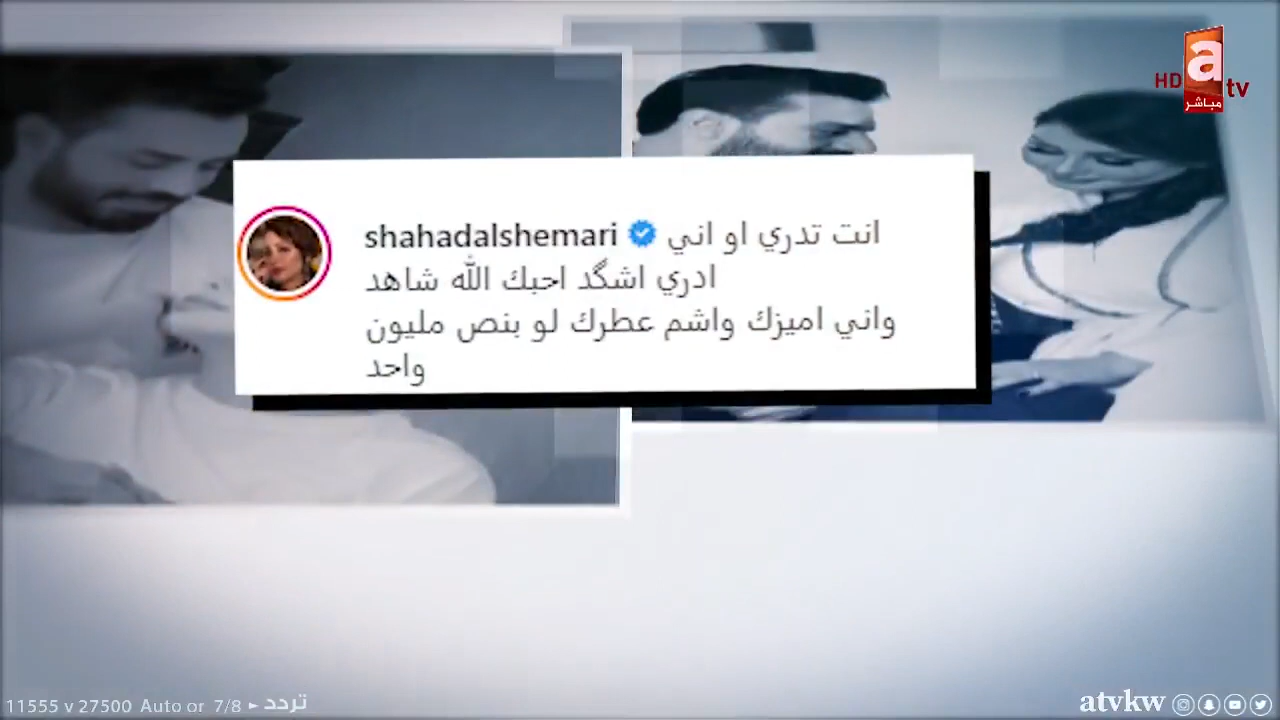 HD a tv
مباشر
shahadalshemari انت تدري او اني
ادري اشگد احبك الله شاهد
واني اميزك واشم عطرك لو بنص مليون
واحد
11555 v 27500 Auto or 7/8 ► تردد
atvkw